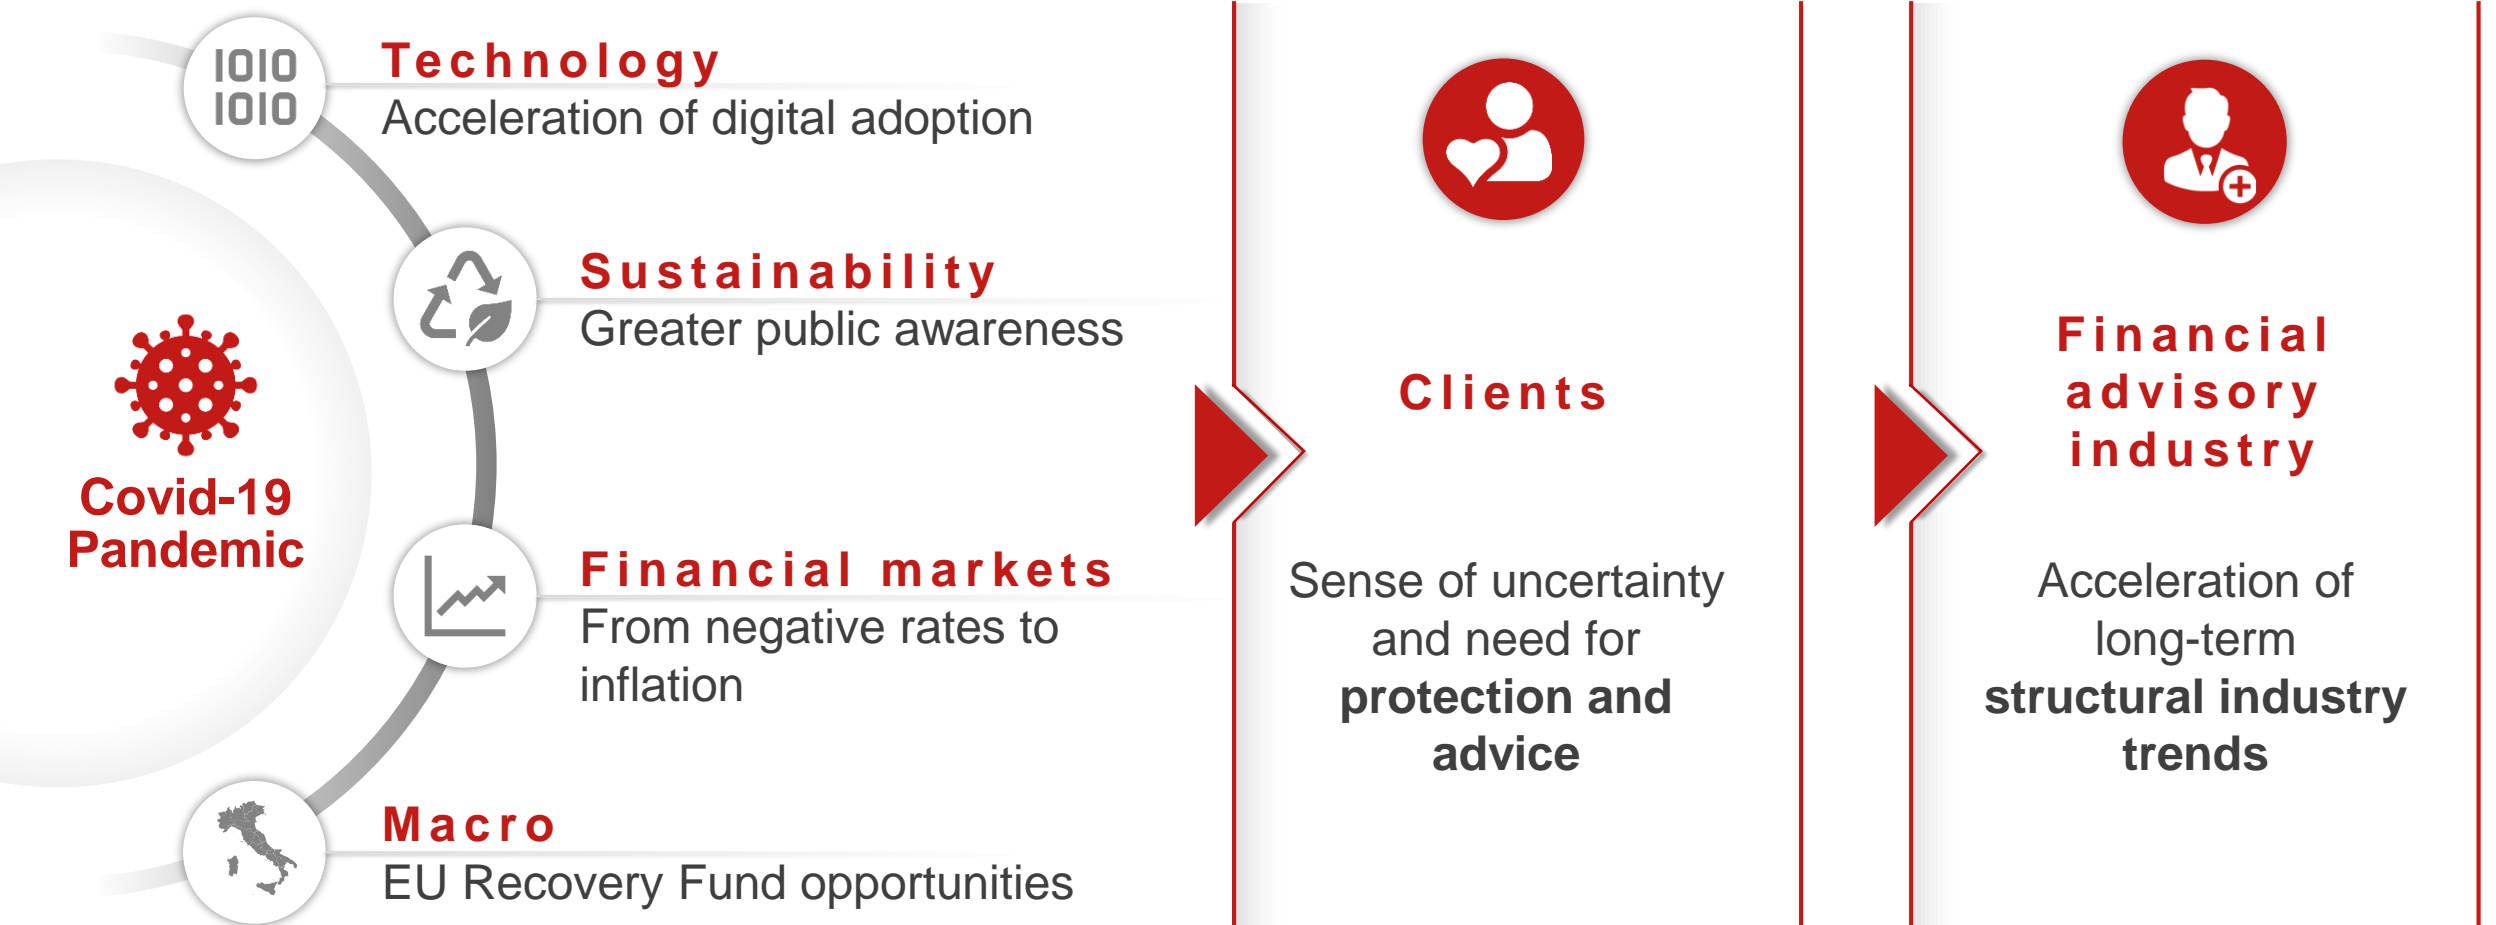 IOIO
IOIO
Technology
Acceleration of digital adoption
Sustainability
Greater public awareness
Covid-19
Pandemic
Financial markets
From negative rates to
inflation
Macro
EU Recovery Fund opportunities
Clients
Sense of uncertainty
and need for
protection and
advice
Financial
advisory
industry
Acceleration of
long-term
structural industry
trends